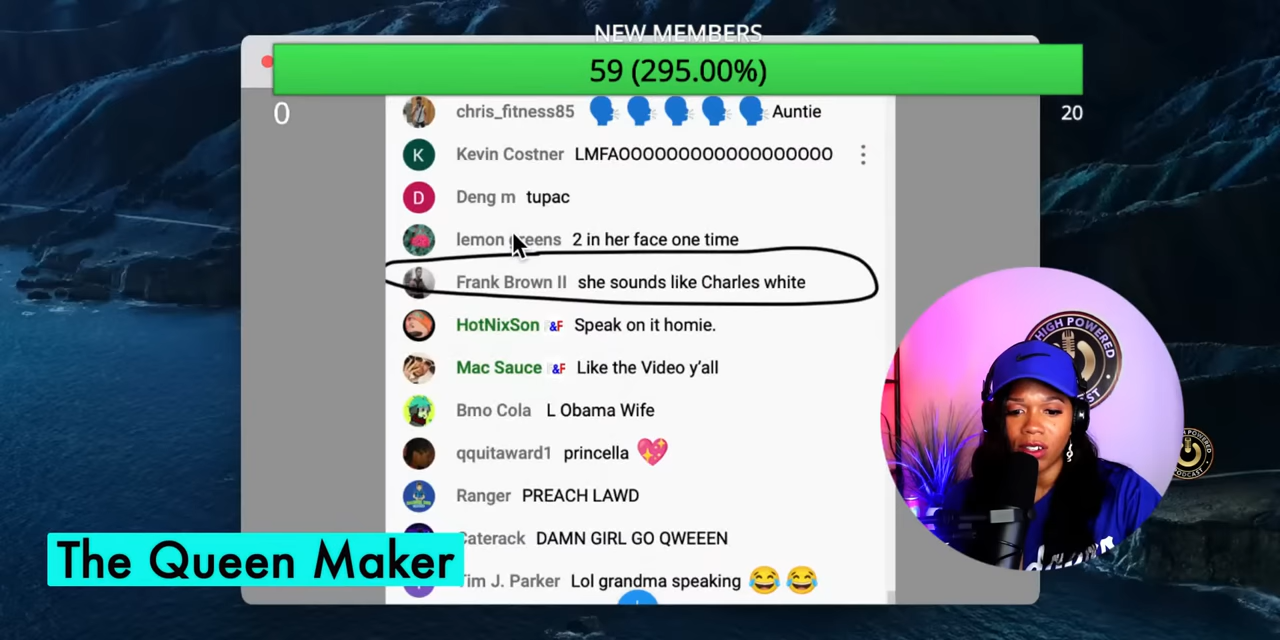 NEW MEMBERS
59 (295.00%)
0
20
chris_fitness85 🗣️🗣️🗣️🗣️🗣️ Auntie
Kevin Costner LMFAOOOOOOOOOOOOOOOOO
Deng m tupac
lemon greens 2 in her face one time
Frank Brown II she sounds like Charles white
HotNixSon &F Speak on it homie.
Mac Sauce &F Like the Video y'all
Bmo Cola L Obama Wife
qquitaward1 princella 💖
Ranger PREACH LAWD
Caterack DAMN GIRL GO QWEEEN
Tim J. Parker Lol grandma speaking 😂😂
The Queen Maker
HIGH POWERED
K
D